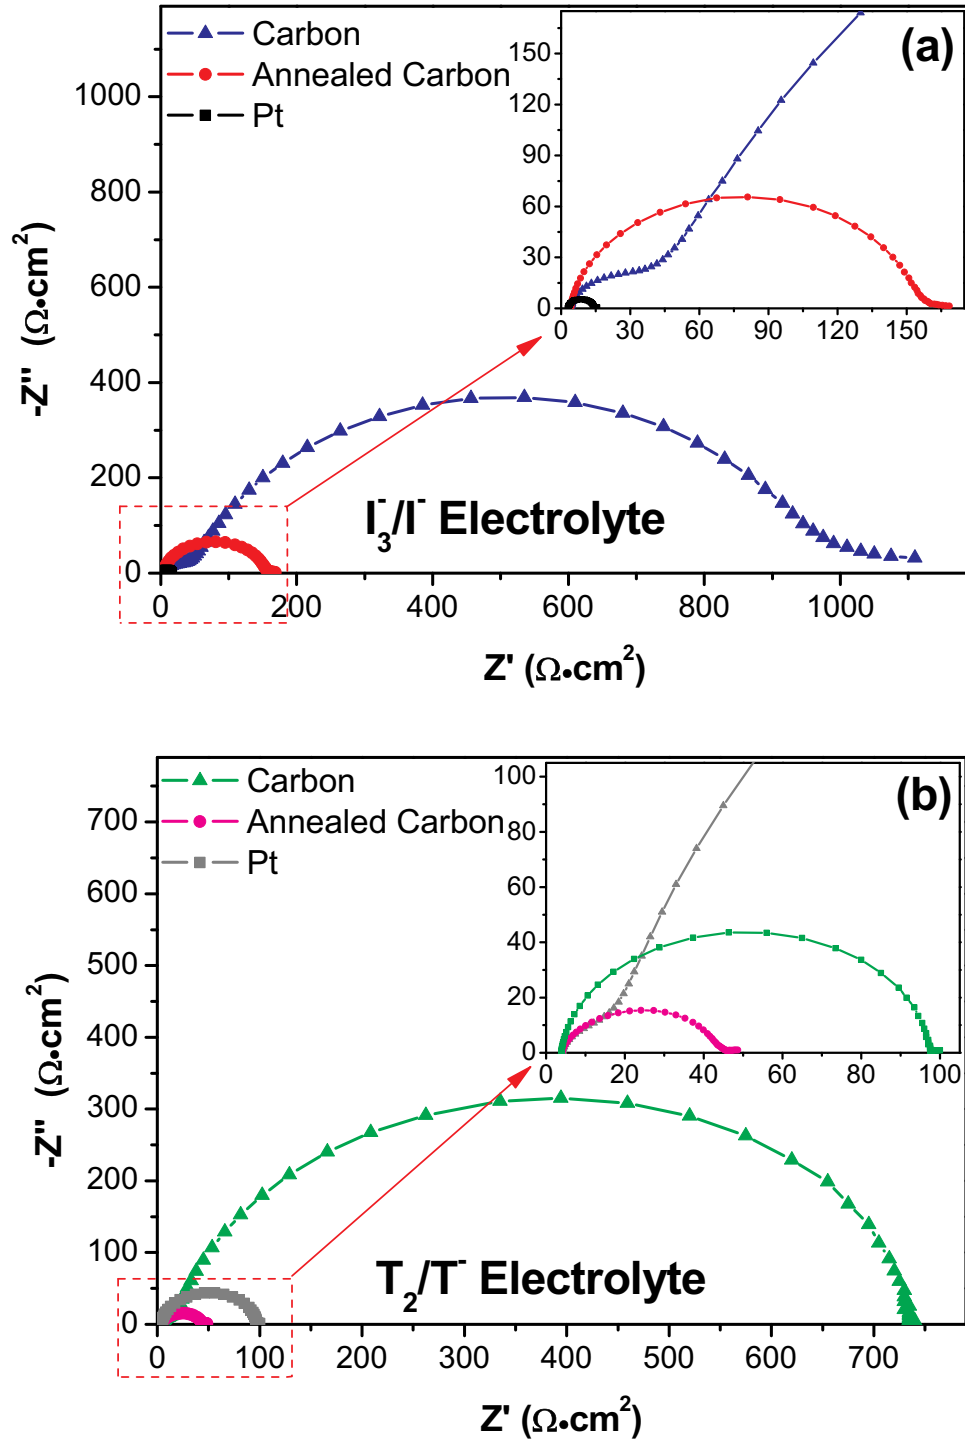 Carbon
Annealed Carbon
Pt
(a)
-Z'' (Ω•cm²)
1000
800
600
400
200
0
0 200 400 600 800 1000
Z' (Ω•cm²)
150
120
90
60
30
0
0 30 60 90 120 150
I₃⁻/I⁻ Electrolyte
Carbon
Annealed Carbon
Pt
(b)
-Z'' (Ω•cm²)
700
600
500
400
300
200
100
0
0 100 200 300 400 500 600 700
Z' (Ω•cm²)
100
80
60
40
20
0
0 20 40 60 80 100
T₂/T⁻ Electrolyte